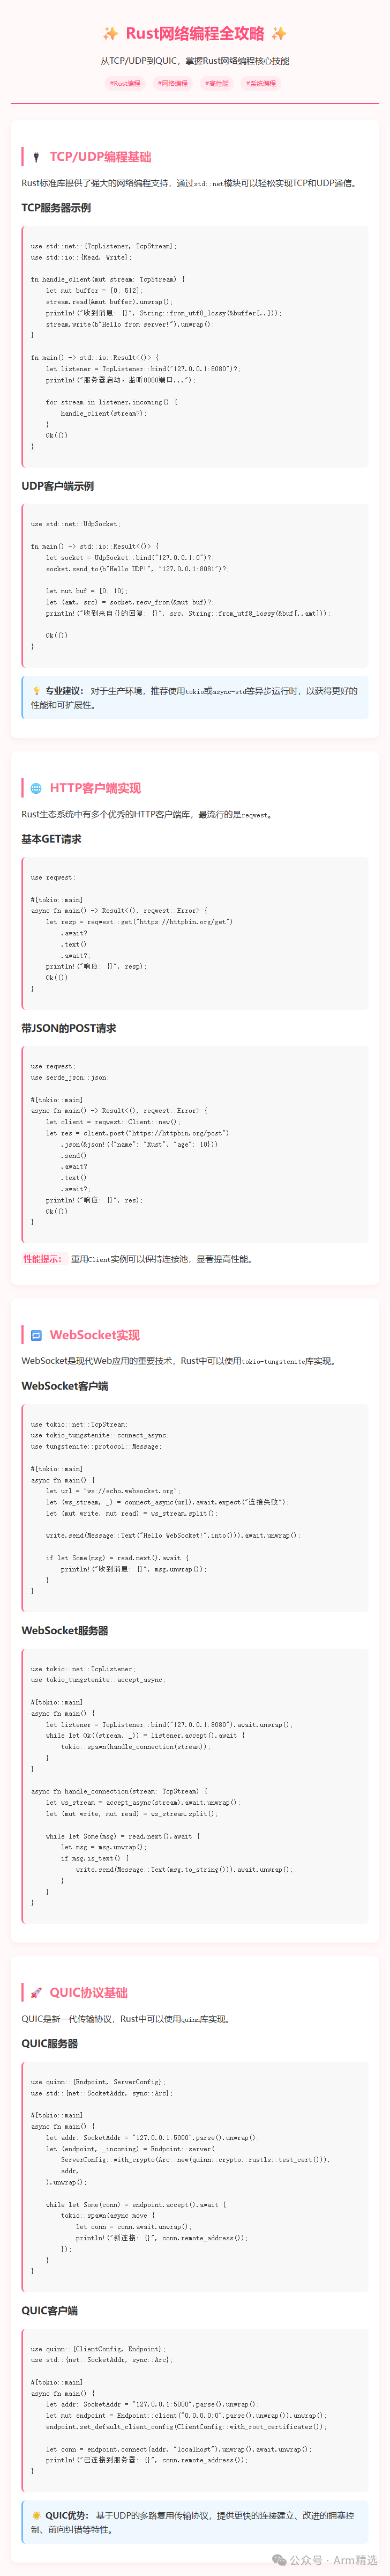 ✨ Rust网络编程全攻略 ✨
从TCP/UDP到QUIC，掌握Rust网络编程核心技能
#Rust编程 #网络编程 #高性能 #系统编程
TCP/UDP编程基础
Rust标准库提供了强大的网络编程支持，通过std::net模块可以轻松实现TCP和UDP通信。
TCP服务器示例
use std::net::{TcpListener, TcpStream};
use std::io::{Read, Write};
fn handle_client(mut stream: TcpStream) {
    let mut buffer = [0; 512];
    stream.read(&mut buffer).unwrap();
    println!("收到消息: {}", String::from_utf8_lossy(&buffer[..]));
    stream.write(b"Hello from server!").unwrap();
}
fn main() -> std::io::Result<()> {
    let listener = TcpListener::bind("127.0.0.1:8080")?;
    println!("服务器启动，监听8080端口...");
    for stream in listener.incoming() {
        handle_client(stream?);
    }
    Ok(())
}
UDP客户端示例
use std::net::UdpSocket;
fn main() -> std::io::Result<()> {
    let socket = UdpSocket::bind("127.0.0.1:0")?;
    socket.send_to(b"Hello UDP!", "127.0.0.1:8081")?;
    let mut buf = [0; 10];
    let (amt, src) = socket.recv_from(&mut buf)?;
    println!("收到来自{}的回复: {}", src, String::from_utf8_lossy(&buf[..amt]));
    Ok(())
}
💡 专业建议： 对于生产环境，推荐使用tokio或async-std等异步运行时，以获得更好的
性能和可扩展性。
HTTP客户端实现
Rust生态系统中有多个优秀的HTTP客户端库，最流行的是reqwest。
基本GET请求
use reqwest;
#[tokio::main]
async fn main() -> Result<(), reqwest::Error> {
    let resp = reqwest::get("https://httpbin.org/get")
        .await?
        .text()
        .await?;
    println!("响应: {}", resp);
    Ok(())
}
带JSON的POST请求
use reqwest;
use serde_json::json;
#[tokio::main]
async fn main() -> Result<(), reqwest::Error> {
    let client = reqwest::Client::new();
    let res = client.post("https://httpbin.org/post")
        .json(&json!({"name": "Rust", "age": 10}))
        .send()
        .await?
        .text()
        .await?;
    println!("响应: {}", res);
    Ok(())
}
性能提示： 重用Client实例可以保持连接池，显著提高性能。
WebSocket实现
WebSocket是现代Web应用的重要技术，Rust中可以使用tokio-tungstenite库实现。
WebSocket客户端
use tokio::net::TcpStream;
use tokio_tungstenite::connect_async;
use tungstenite::protocol::Message;
#[tokio::main]
async fn main() {
    let url = "ws://echo.websocket.org";
    let (ws_stream, _) = connect_async(url).await.expect("连接失败");
    let (mut write, mut read) = ws_stream.split();
    write.send(Message::Text("Hello WebSocket!".into())).await.unwrap();
    if let Some(msg) = read.next().await {
        println!("收到消息: {}", msg.unwrap());
    }
}
WebSocket服务器
use tokio::net::TcpListener;
use tokio_tungstenite::accept_async;
#[tokio::main]
async fn main() {
    let listener = TcpListener::bind("127.0.0.1:8080").await.unwrap();
    while let Ok((stream, _)) = listener.accept().await {
        tokio::spawn(handle_connection(stream));
    }
}
async fn handle_connection(stream: TcpStream) {
    let ws_stream = accept_async(stream).await.unwrap();
    let (mut write, mut read) = ws_stream.split();
    while let Some(msg) = read.next().await {
        let msg = msg.unwrap();
        if msg.is_text() {
            write.send(Message::Text(msg.to_string())).await.unwrap();
        }
    }
}
🚀 QUIC协议基础
QUIC是新一代传输协议，Rust中可以使用quinn库实现。
QUIC服务器
use quinn::{Endpoint, ServerConfig};
use std::{net::SocketAddr, sync::Arc};
#[tokio::main]
async fn main() {
    let addr: SocketAddr = "127.0.0.1:5000".parse().unwrap();
    let (endpoint, _incoming) = Endpoint::server(
        ServerConfig::with_crypto(Arc::new(quinn::crypto::rustls::test_cert())),
        addr,
    ).unwrap();
    while let Some(conn) = endpoint.accept().await {
        tokio::spawn(async move {
            let conn = conn.await.unwrap();
            println!("新连接: {}", conn.remote_address());
        });
    }
}
QUIC客户端
use quinn::{ClientConfig, Endpoint};
use std::{net::SocketAddr, sync::Arc};
#[tokio::main]
async fn main() {
    let addr: SocketAddr = "127.0.0.1:5000".parse().unwrap();
    let mut endpoint = Endpoint::client("0.0.0.0:0".parse().unwrap()).unwrap();
    endpoint.set_default_client_config(ClientConfig::with_root_certificates());
    let conn = endpoint.connect(addr, "localhost").unwrap().await.unwrap();
    println!("已连接到服务器: {}", conn.remote_address());
}
🌟 QUIC优势： 基于UDP的多路复用传输协议，提供更快的连接建立、改进的拥塞控
制、前向纠错等特性。
公众号 · Arm精选